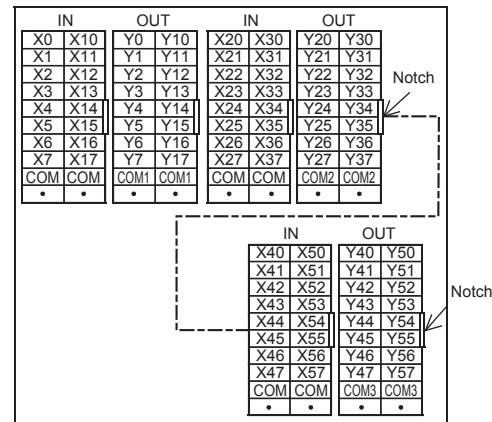 IN OUT IN OUT
X0 X10 Y0 Y10 X20 X30 Y20 Y30
X1 X11 Y1 Y11 X21 X31 Y21 Y31
X2 X12 Y2 Y12 X22 X32 Y22 Y32
Notch
X3 X13 Y3 Y13 X23 X33 Y23 Y33
X4 X14 Y4 Y14 X24 X34 Y24 Y34
X5 X15 Y5 Y15 X25 X35 Y25 Y35
X6 X16 Y6 Y16 X26 X36 Y26 Y36
X7 X17 Y7 Y17 X27 X37 Y27 Y37
COM COM COM1 COM1 COM COM COM2 COM2
• • • • • • • •
IN OUT
X40 X50 Y40 Y50
X41 X51 Y41 Y51
X42 X52 Y42 Y52
Notch
X43 X53 Y43 Y53
X44 X54 Y44 Y54
X45 X55 Y45 Y55
X46 X56 Y46 Y56
X47 X57 Y47 Y57
COM COM COM3 COM3
• • • •